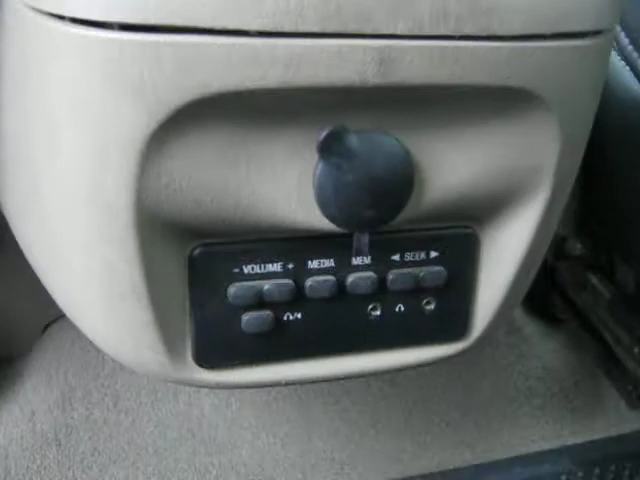 - VOLUME + MEDIA MEM ◄ SEEK ►